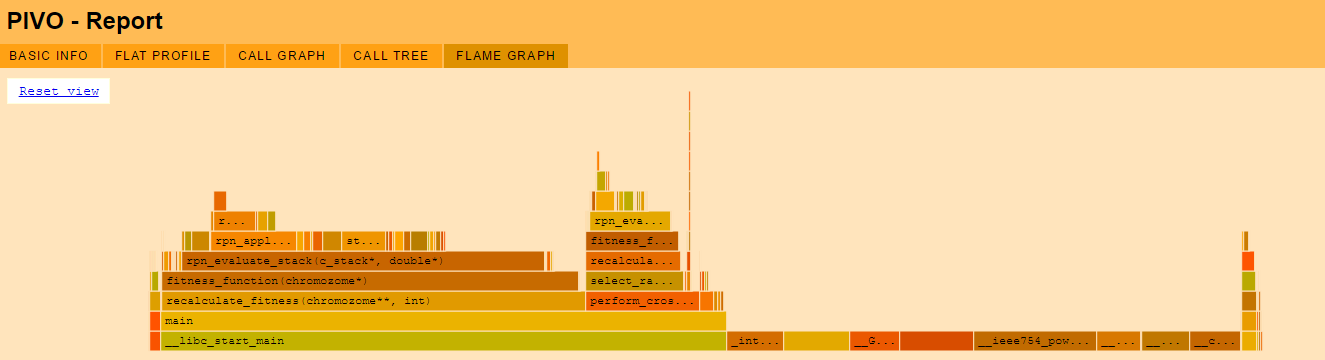 PIVO - Report
BASIC INFO FLAT PROFILE CALL GRAPH CALL TREE FLAME GRAPH
Reset view
r... rpn_eva...
rpn_appl... st... fitness_f...
rpn_evaluate_stack(c_stack*, double*) recalcula...
fitness_function(chromozome*) select_ra...
recalculate_fitness(chromozome**, int) perform_cros...
main
__libc_start_main _int... __G... __ieee754_pow... __... __... __c...